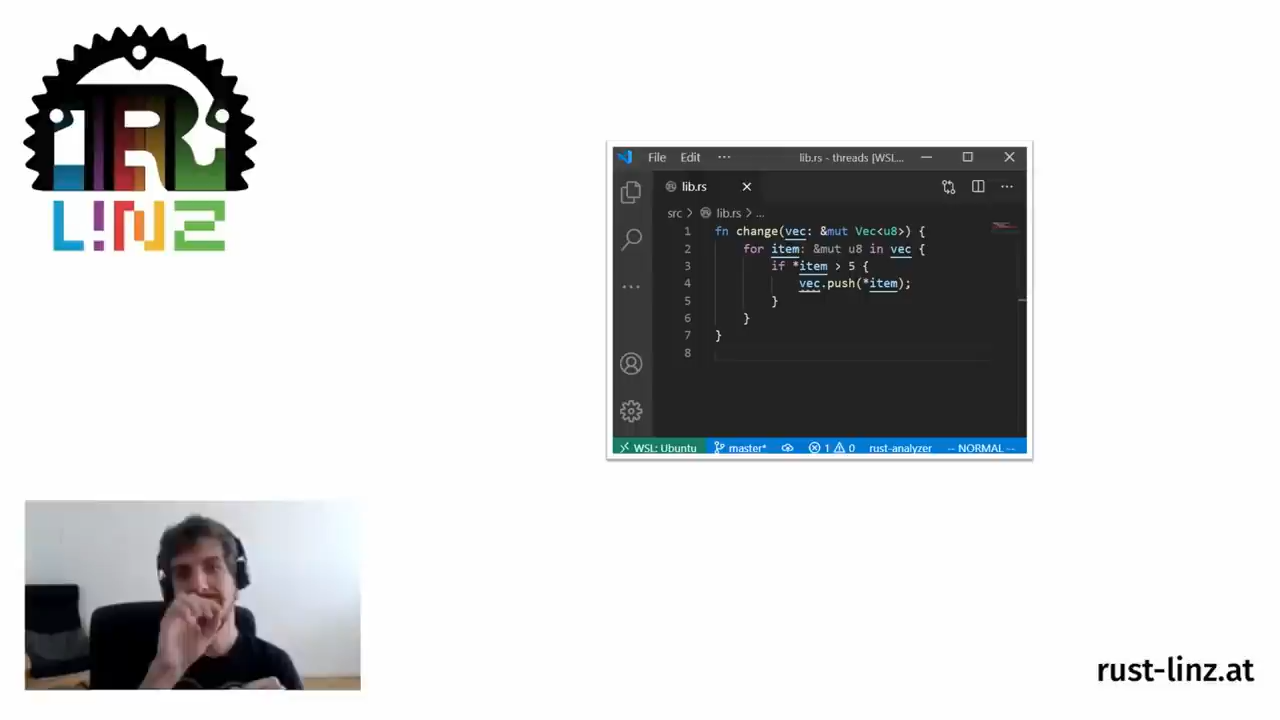 R
L!NZ
File Edit ··· lib.rs - threads [WSL...
lib.rs
src > lib.rs > ...
1 fn change(vec: &mut Vec<u8>) {
2 for item: &mut u8 in vec {
3 if *item > 5 {
4 vec.push(*item);
5 }
6 }
7 }
8
WSL: Ubuntu master* 1 0 rust-analyzer -- NORMAL --
rust-linz.at